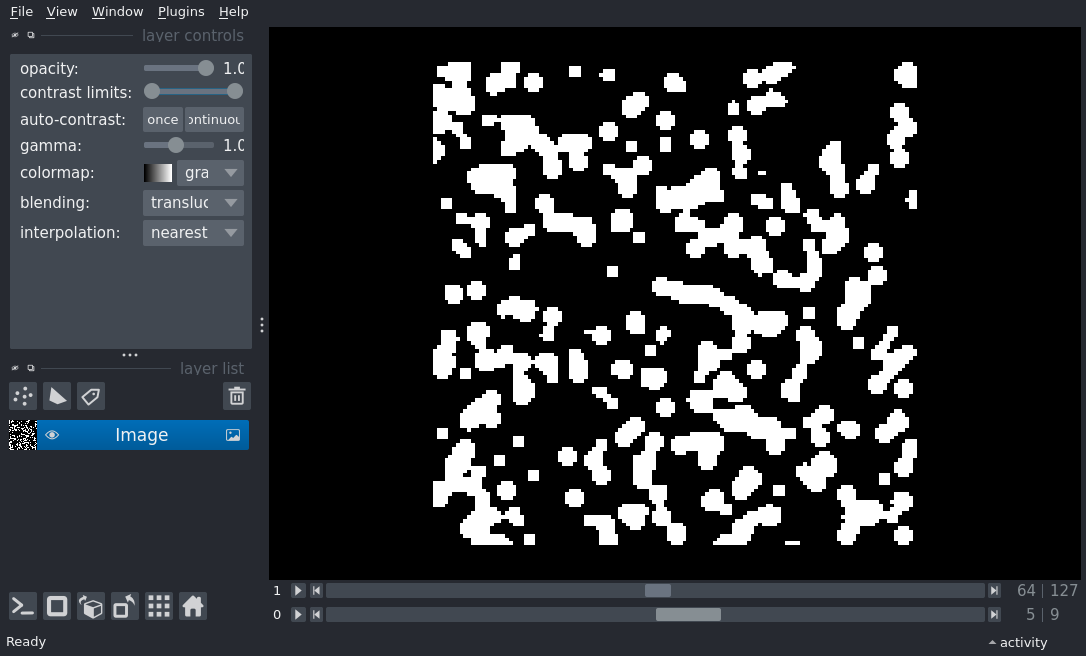 File View Window Plugins Help
layer controls
opacity: 1.0
contrast limits:
auto-contrast: once ontinuou
gamma: 1.0
colormap: gra
blending: transluc
interpolation: nearest
layer list
Image
1 64 127
0 5 9
Ready activity